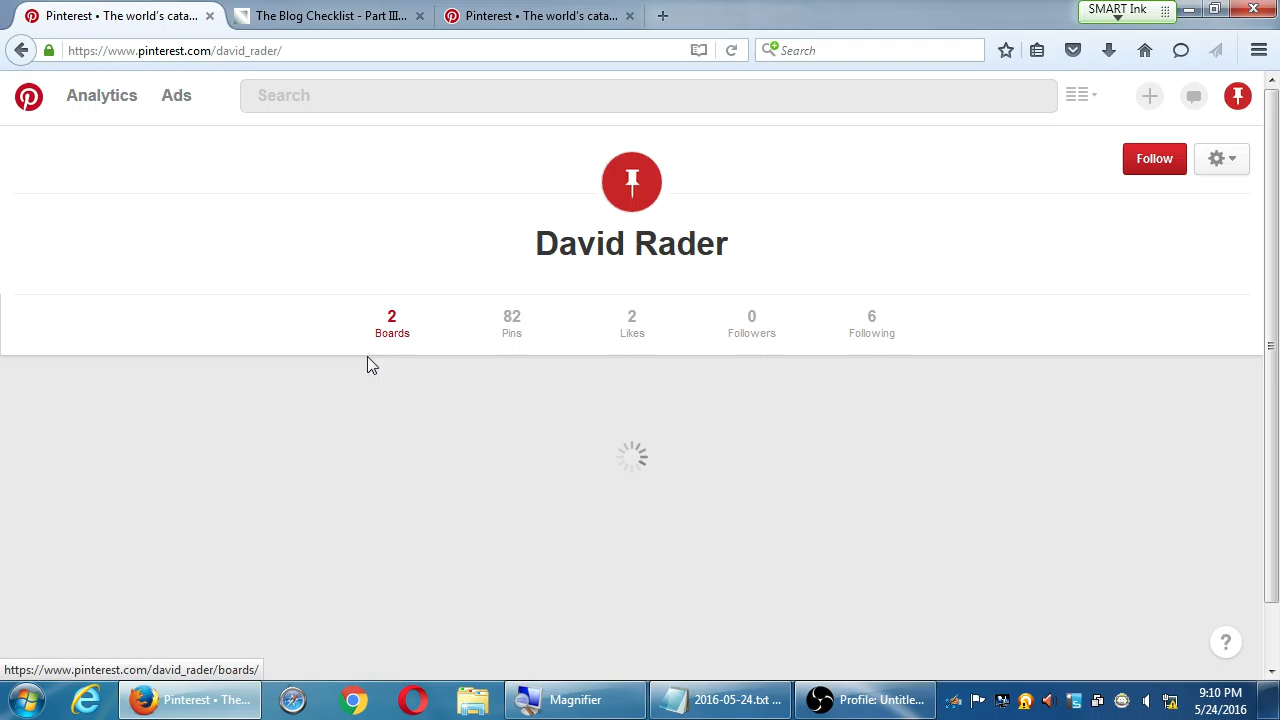 Pinterest • The world's cata...
The Blog Checklist - Part III...
Pinterest • The world's cata...
SMART Ink
https://www.pinterest.com/david_rader/
Search
Analytics
Ads
Search
Follow
David Rader
2
Boards
82
Pins
2
Likes
0
Followers
6
Following
?
https://www.pinterest.com/david_rader/boards/
Pinterest • The...
Magnifier
2016-05-24.txt ...
Profile: Untitle...
9:10 PM
5/24/2016